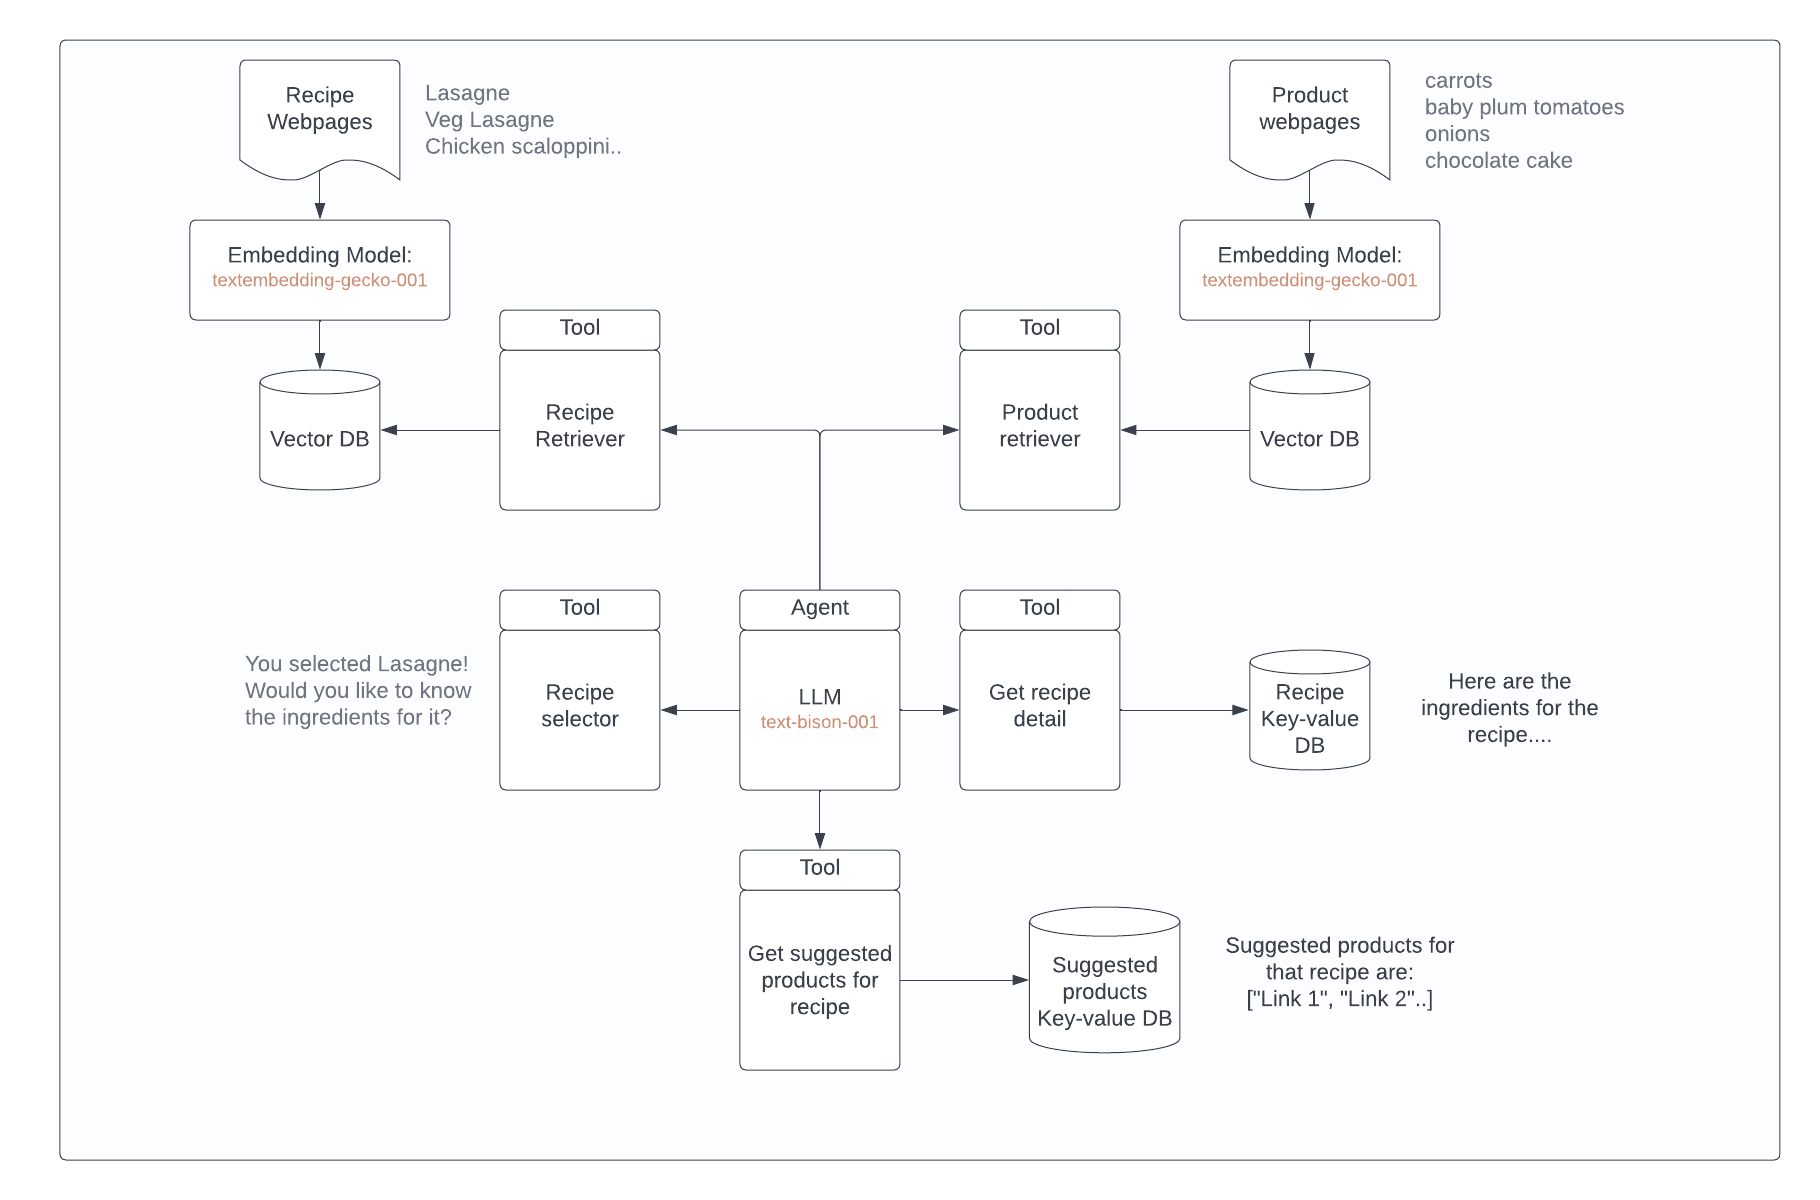 Recipe
Webpages
Lasagne
Veg Lasagne
Chicken scaloppini..
Product
webpages
carrots
baby plum tomatoes
onions
chocolate cake
Embedding Model:
textembedding-gecko-001
Embedding Model:
textembedding-gecko-001
Tool
Recipe
Retriever
Tool
Product
retriever
Vector DB
Vector DB
You selected Lasagne!
Would you like to know
the ingredients for it?
Tool
Recipe
selector
Agent
LLM
text-bison-001
Tool
Get recipe
detail
Recipe
Key-value
DB
Here are the
ingredients for the
recipe....
Tool
Get suggested
products for
recipe
Suggested
products
Key-value DB
Suggested products for
that recipe are:
["Link 1", "Link 2"..]